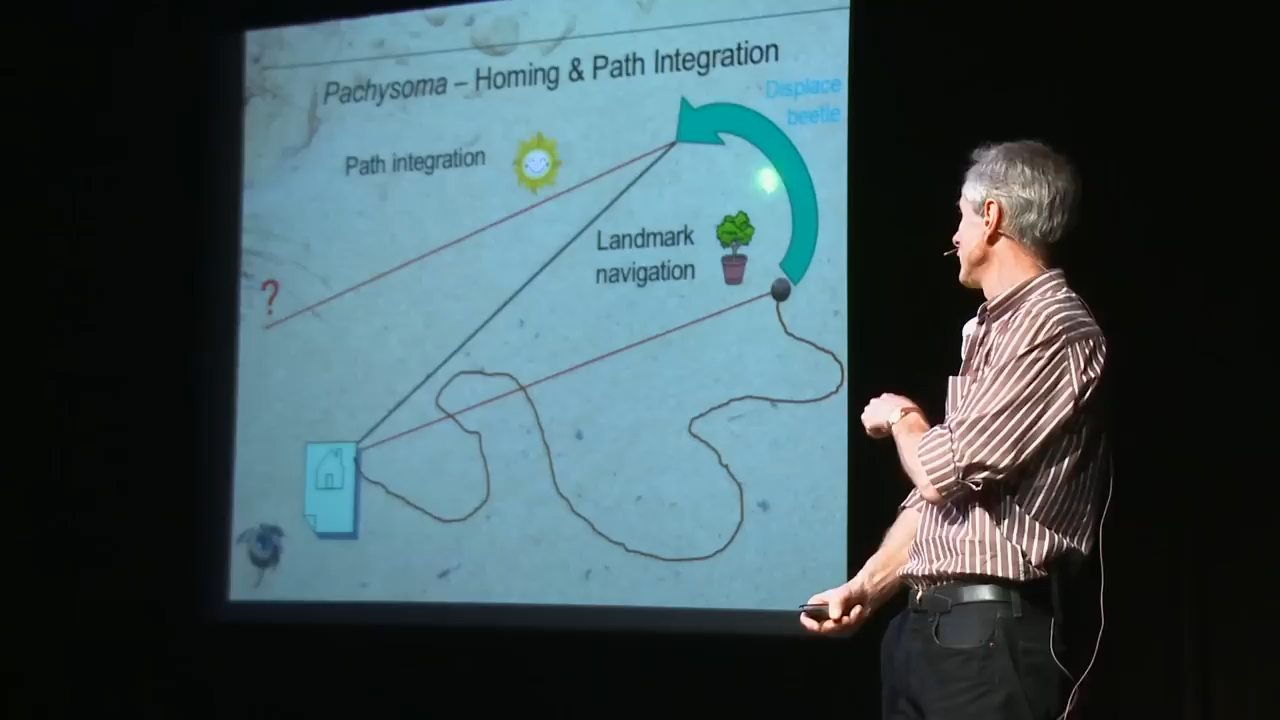 Pachysoma – Homing & Path Integration
Displace
beetle
Path integration
Landmark
navigation
?